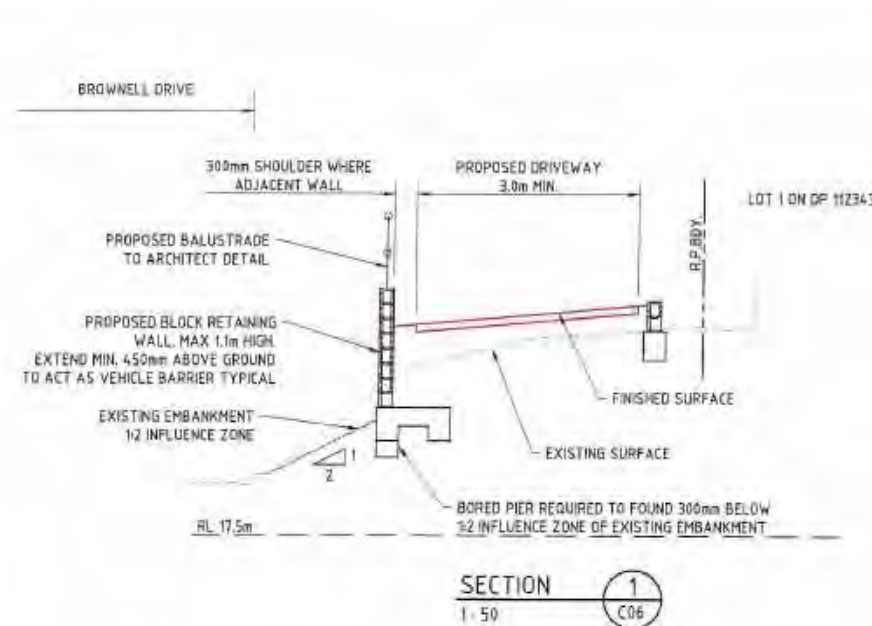 BROWNELL DRIVE
300mm SHOULDER WHERE
ADJACENT WALL
PROPOSED DRIVEWAY
3.0m MIN.
LOT 1 ON DP 112343
R.P.BDY.
PROPOSED BALUSTRADE
TO ARCHITECT DETAIL
PROPOSED BLOCK RETAINING
WALL. MAX 1.1m HIGH.
EXTEND MIN. 450mm ABOVE GROUND
TO ACT AS VEHICLE BARRIER TYPICAL
FINISHED SURFACE
EXISTING EMBANKMENT
1:2 INFLUENCE ZONE
EXISTING SURFACE
1
2
BORED PIER REQUIRED TO FOUND 300mm BELOW
1:2 INFLUENCE ZONE OF EXISTING EMBANKMENT
RL 17.5m
SECTION
1
1 - 50
C06